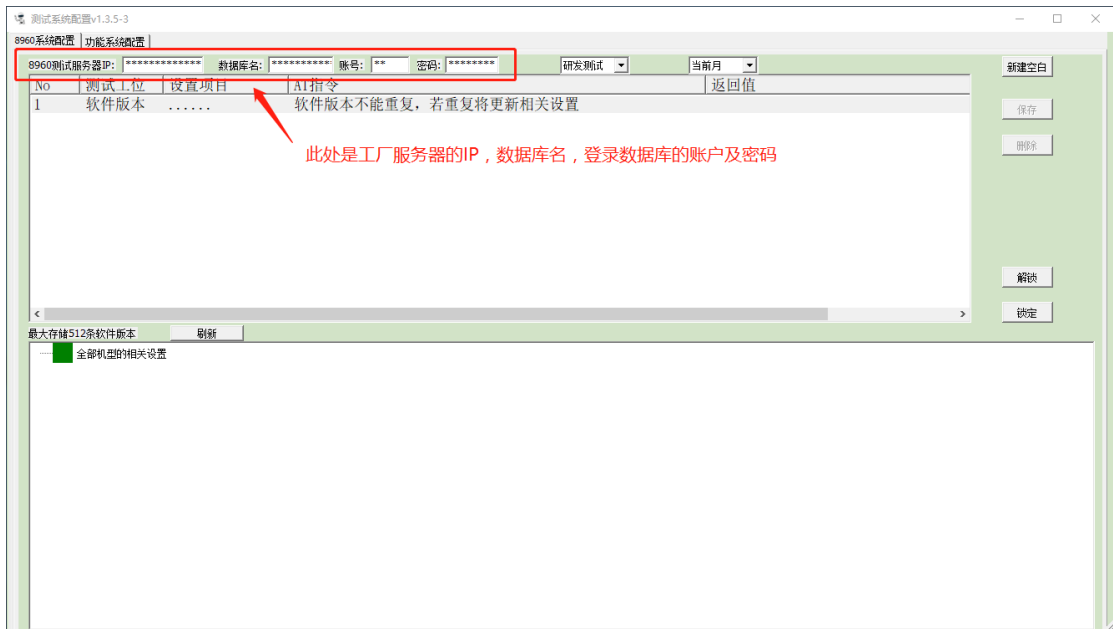 测试系统配置v1.3.5-3
8960系统配置 功能系统配置
8960测试服务器IP: ************* 数据库名: ********** 账号: ** 密码: ******** 研发测试 当前月 新建空白
No 测试工位 设置项目 AT指令 返回值
1 软件版本 ...... 软件版本不能重复，若重复将更新相关设置
保存
此处是工厂服务器的IP，数据库名，登录数据库的账户及密码
删除
解锁
锁定
最大存储512条软件版本 刷新
全部机型的相关设置